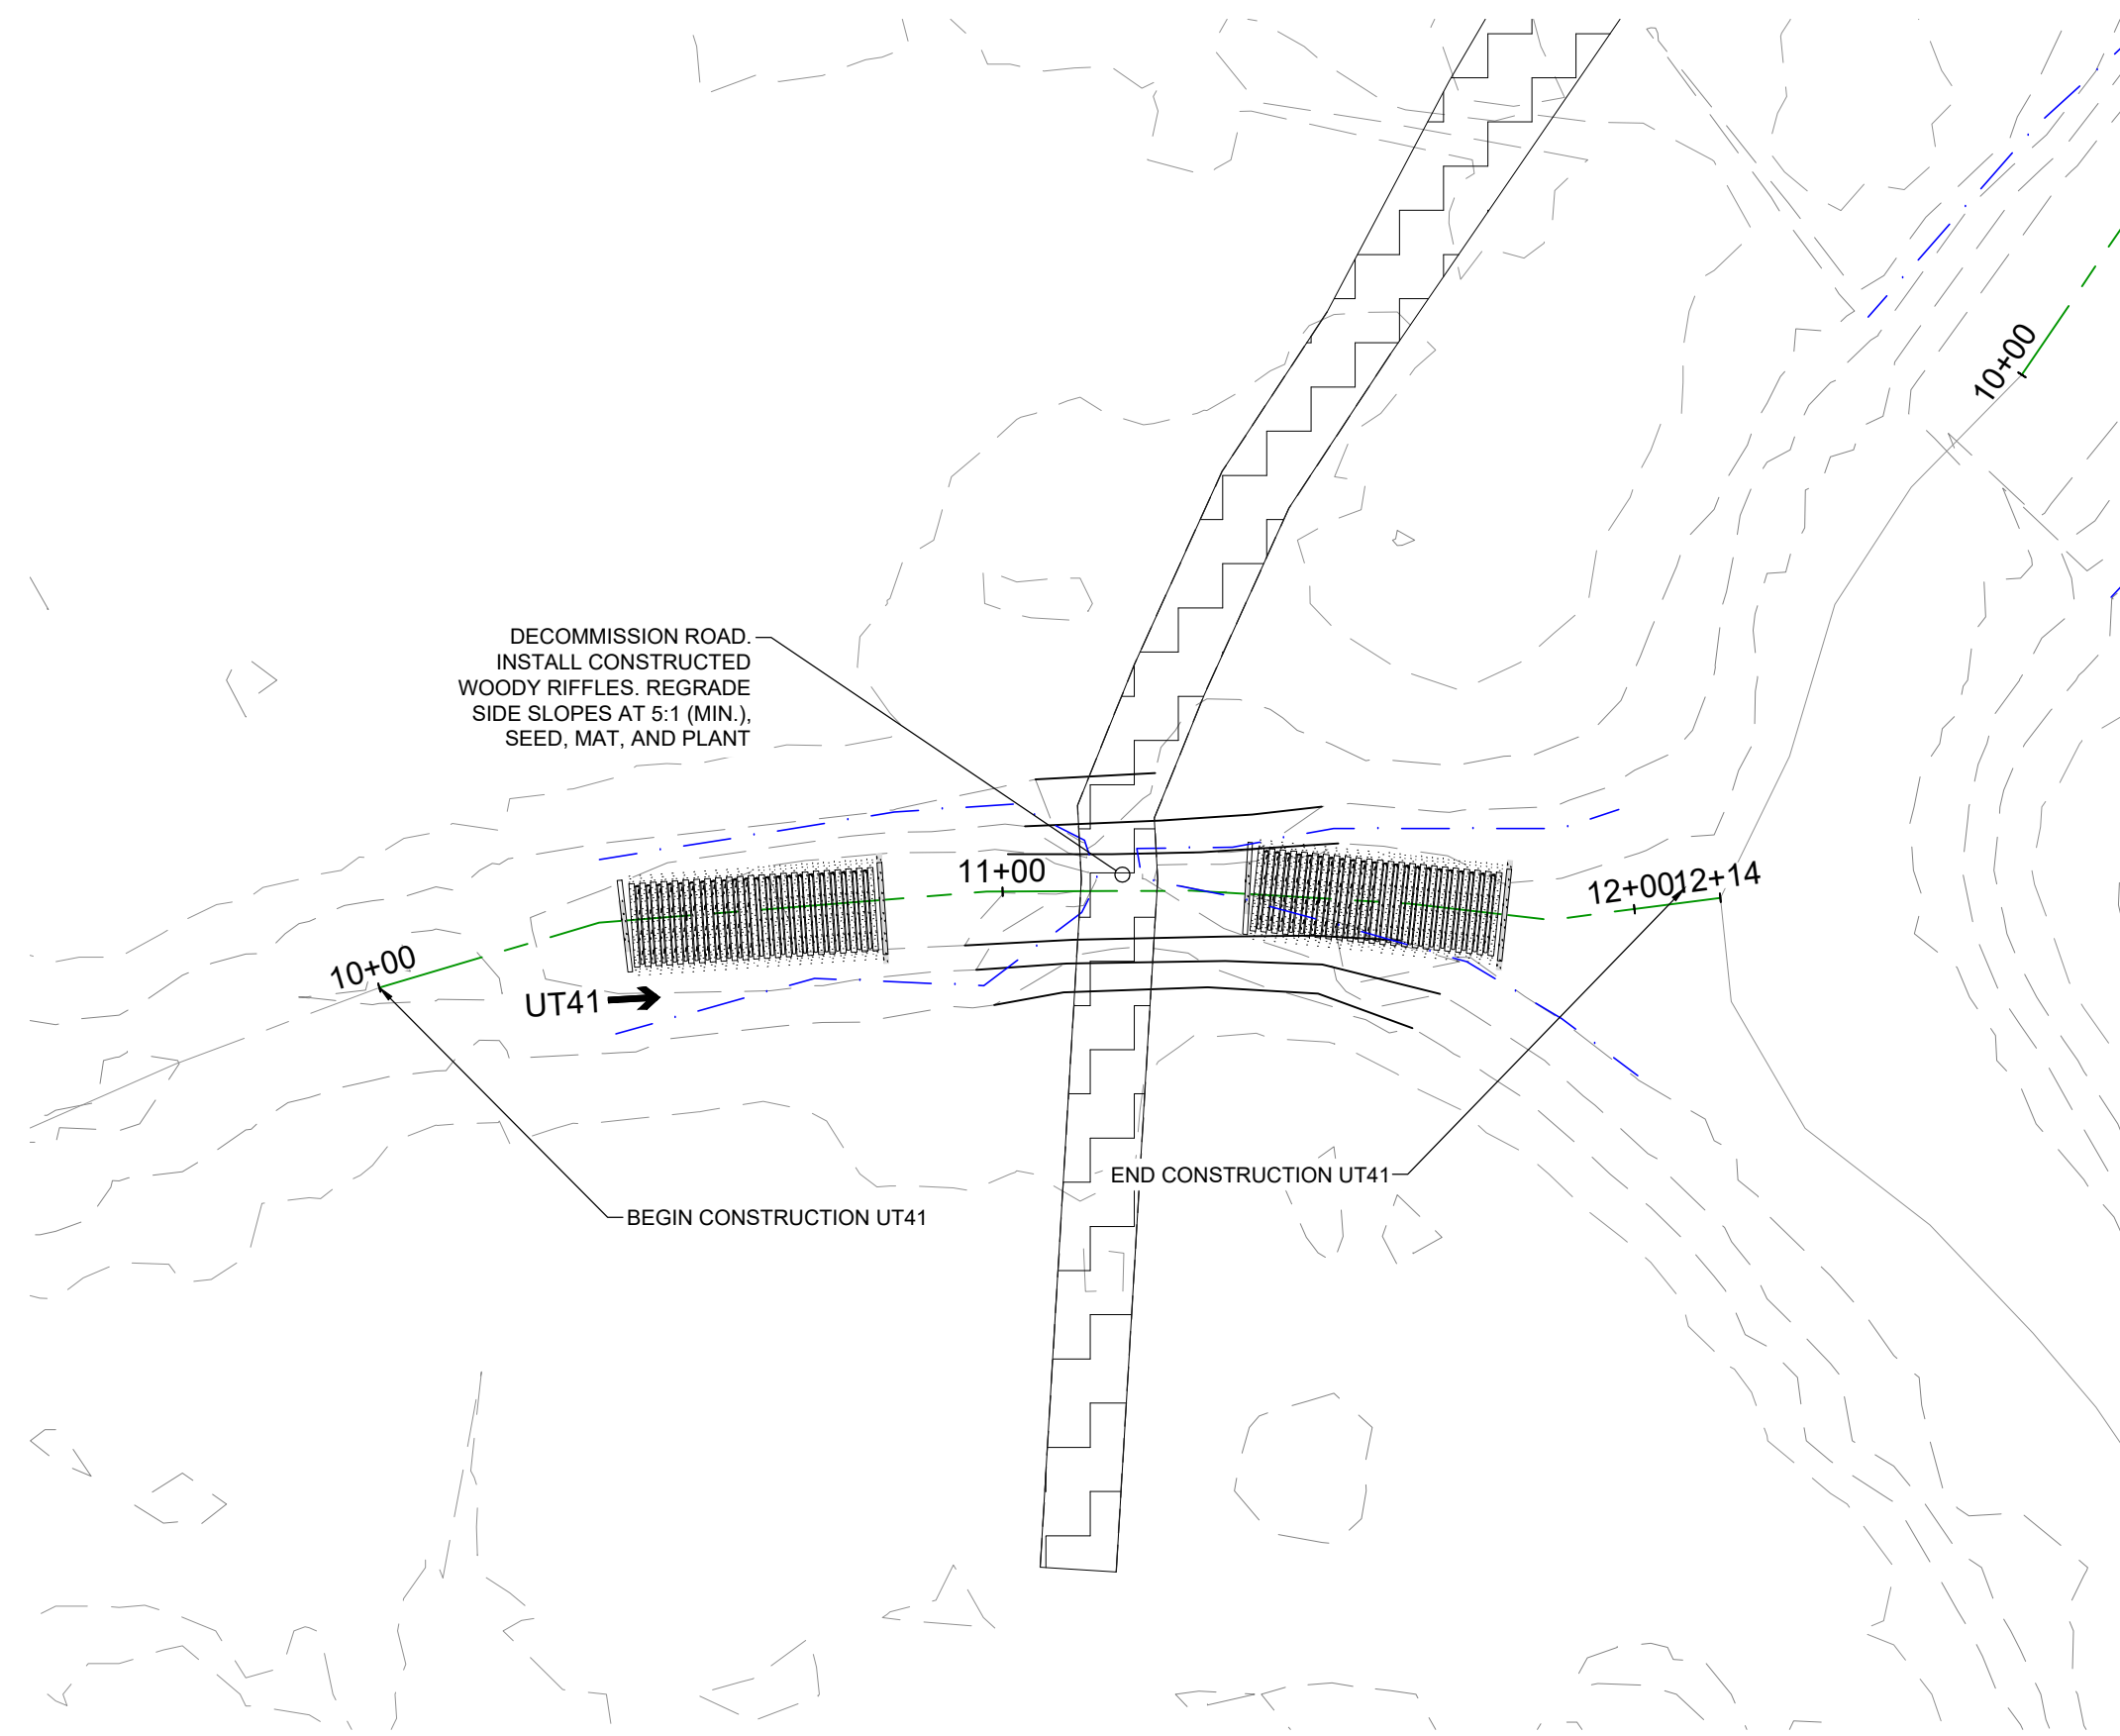 10+00
DECOMMISSION ROAD.
INSTALL CONSTRUCTED
WOODY RIFFLES. REGRADE
SIDE SLOPES AT 5:1 (MIN.),
SEED, MAT, AND PLANT
11+00
12+00
12+14
10+00
UT41
END CONSTRUCTION UT41
BEGIN CONSTRUCTION UT41